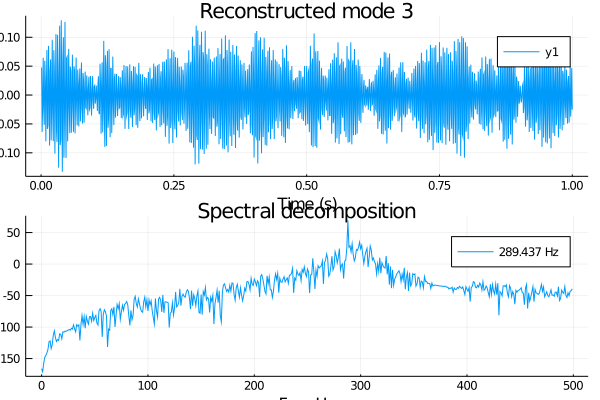 Reconstructed mode 3
0.10
0.05
0.00
0.05
0.10
y1
0.00 0.25 0.50 0.75 1.00
Time (s)
Spectral decomposition
50
0
-50
100
150
289.437 Hz
0 100 200 300 400 500